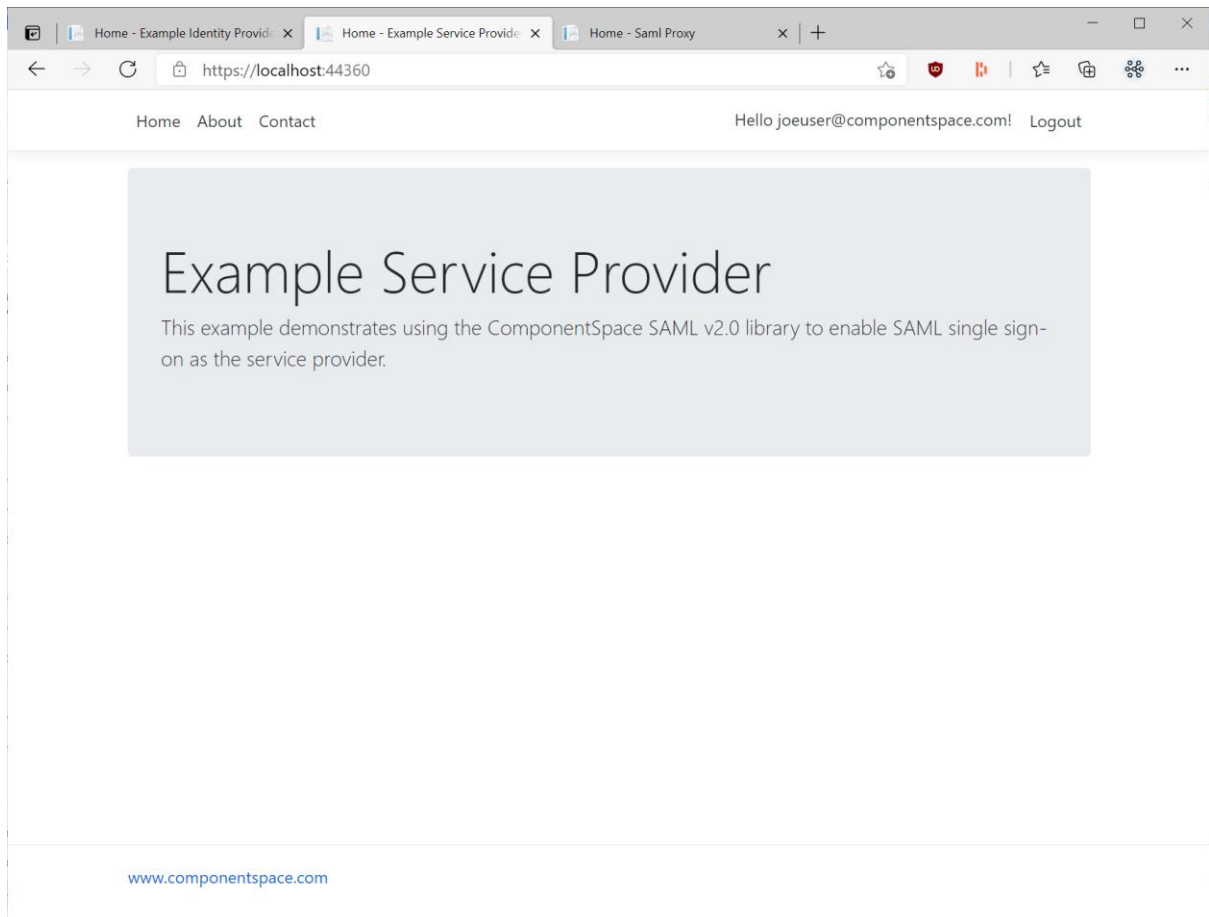 Home - Example Identity Provide
Home - Example Service Provide
Home - Saml Proxy
https://localhost:44360
Home About Contact Hello joeuser@componentspace.com! Logout
Example Service Provider
This example demonstrates using the ComponentSpace SAML v2.0 library to enable SAML single sign-
on as the service provider.
www.componentspace.com